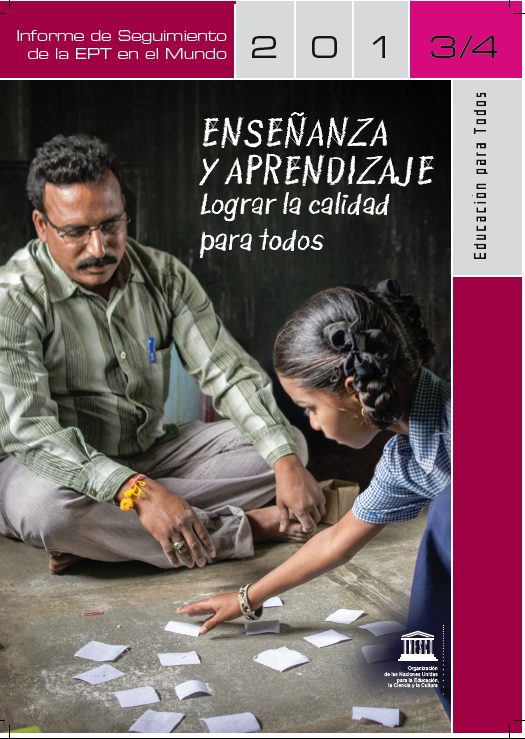 Informe de Seguimiento
de la EPT en el Mundo
2 0 1 3/4
Educación para Todos
ENSEÑANZA
Y APRENDIZAJE
Lograr la calidad
para todos
Organización
de las Naciones Unidas
para la Educación,
la Ciencia y la Cultura